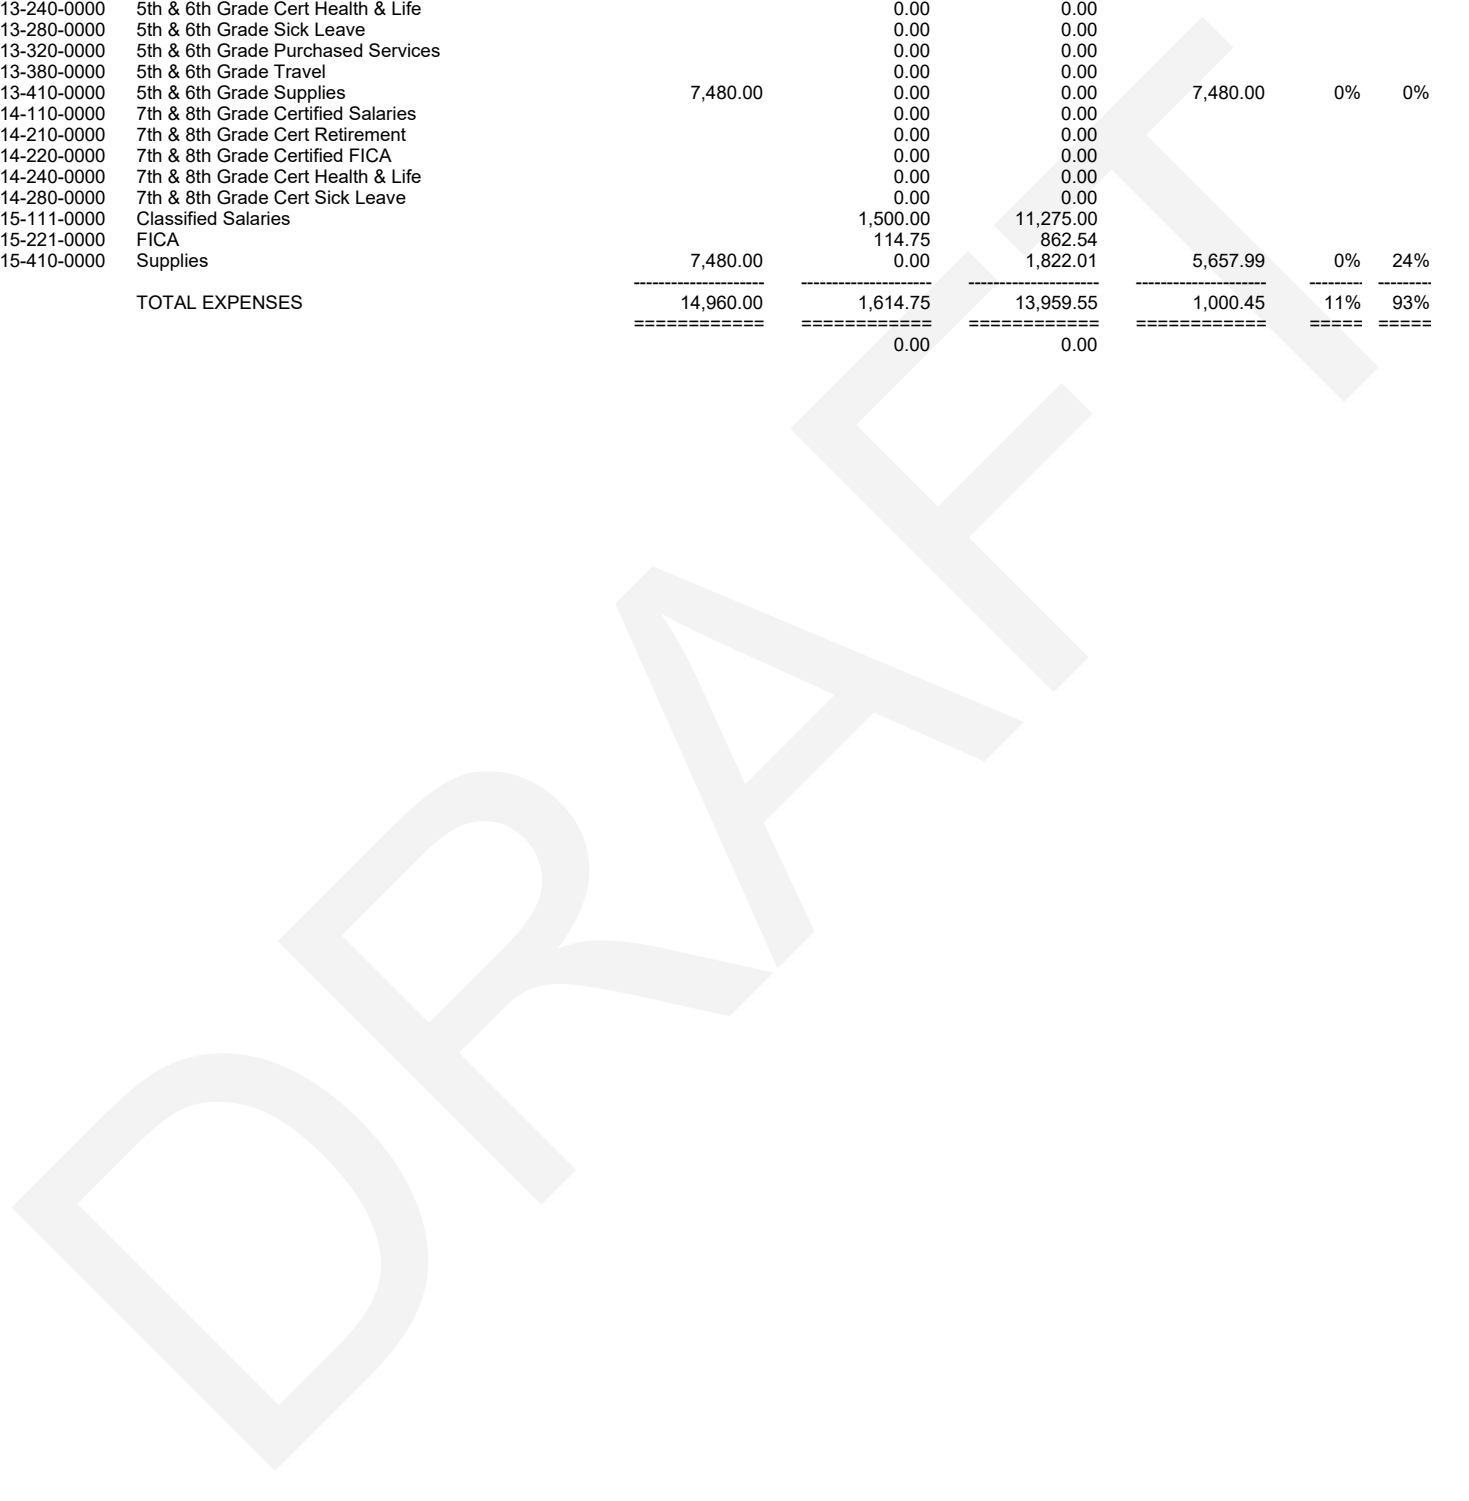 13-240-0000 5th & 6th Grade Cert Health & Life 0.00 0.00
13-280-0000 5th & 6th Grade Sick Leave 0.00 0.00
13-320-0000 5th & 6th Grade Purchased Services 0.00 0.00
13-380-0000 5th & 6th Grade Travel 0.00 0.00
13-410-0000 5th & 6th Grade Supplies 7,480.00 0.00 0.00 7,480.00 0% 0%
14-110-0000 7th & 8th Grade Certified Salaries 0.00 0.00
14-210-0000 7th & 8th Grade Cert Retirement 0.00 0.00
14-220-0000 7th & 8th Grade Certified FICA 0.00 0.00
14-240-0000 7th & 8th Grade Cert Health & Life 0.00 0.00
14-280-0000 7th & 8th Grade Cert Sick Leave 0.00 0.00
15-111-0000 Classified Salaries 1,500.00 11,275.00
15-221-0000 FICA 114.75 862.54
15-410-0000 Supplies 7,480.00 0.00 1,822.01 5,657.99 0% 24%
--------------------- --------------------- --------------------- --------------------- -------- --------
TOTAL EXPENSES 14,960.00 1,614.75 13,959.55 1,000.45 11% 93%
============ ============ ============ ============ ===== =====
0.00 0.00
DRAFT